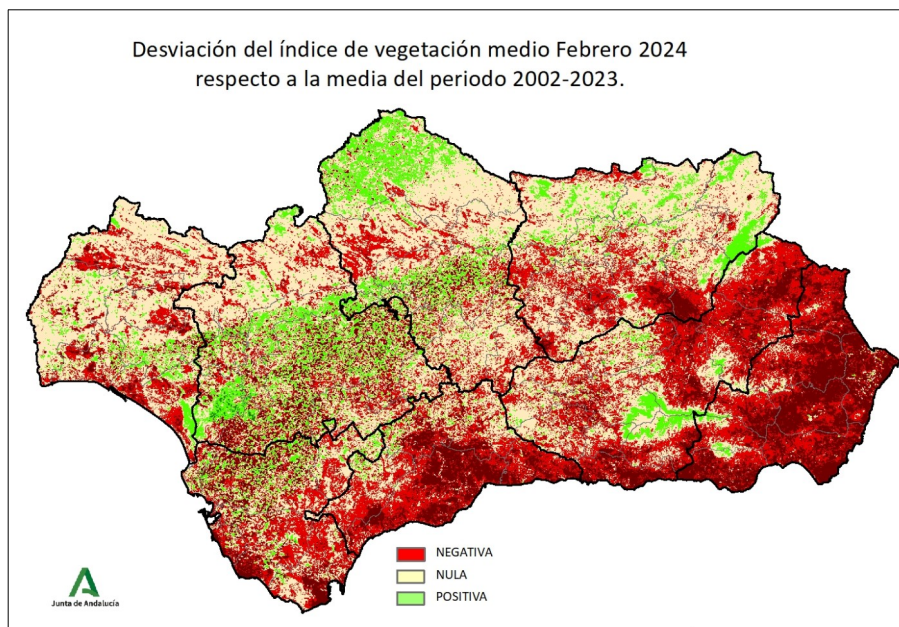 Desviación del índice de vegetación medio Febrero 2024
respecto a la media del periodo 2002-2023.
NEGATIVA
NULA
POSITIVA
Junta de Andalucía